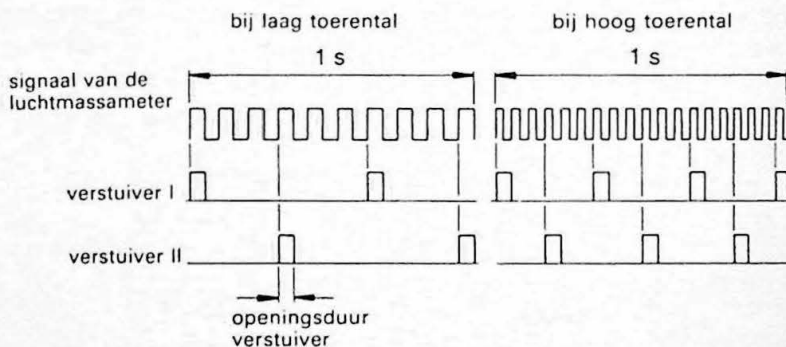 bij laag toerental
bij hoog toerental
1 s
1 s
signaal van de
luchtmassameter
verstuiver I
verstuiver II
openingsduur
verstuiver